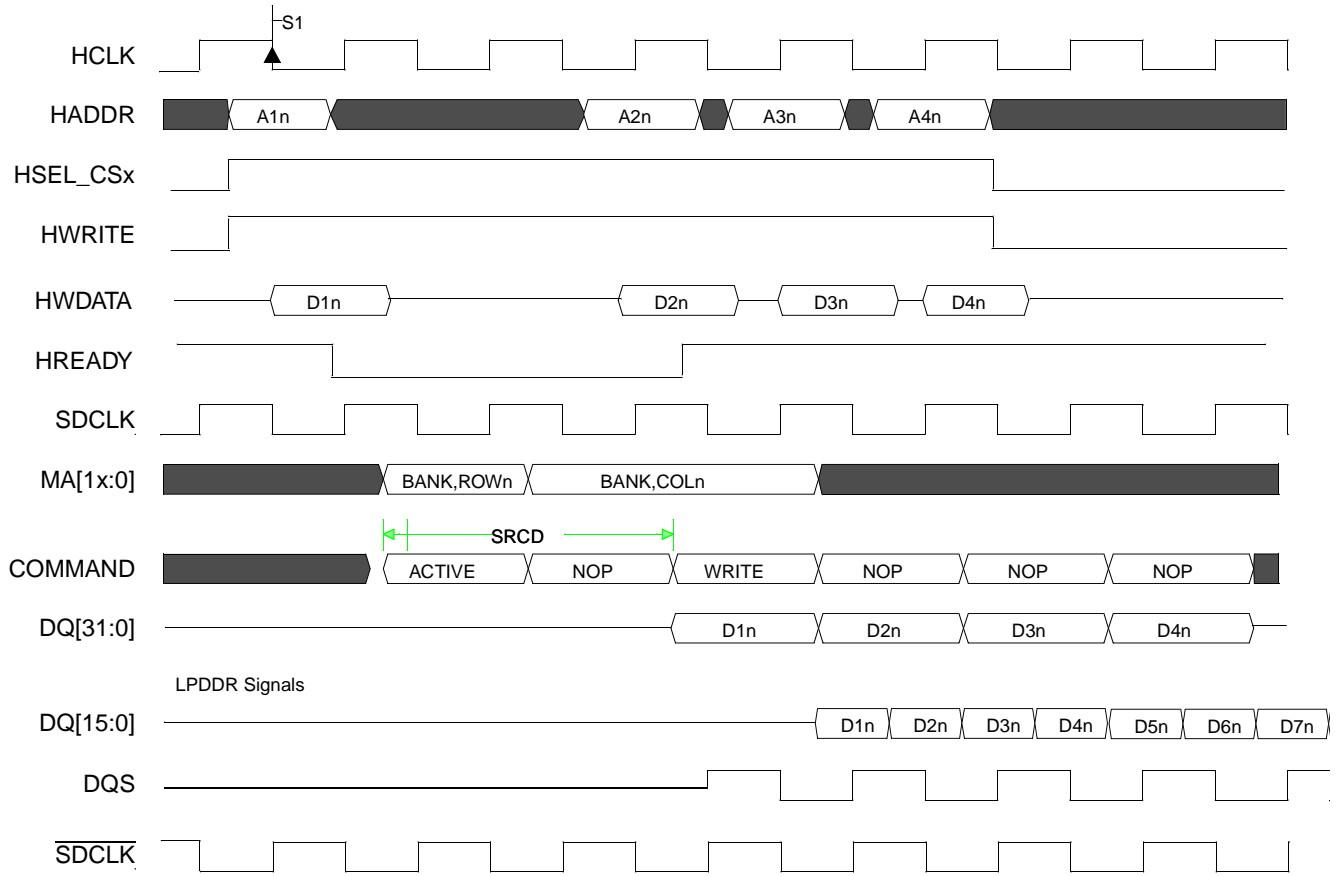 S1
HCLK
HADDR A1n A2n A3n A4n
HSEL_CSx
HWRITE
HWDATA D1n D2n D3n D4n
HREADY
SDCLK
MA[1x:0] BANK,ROWn BANK,COLn
SRCD
COMMAND ACTIVE NOP WRITE NOP NOP NOP
DQ[31:0] D1n D2n D3n D4n
LPDDR Signals
DQ[15:0] D1n D2n D3n D4n D5n D6n D7n
DQS
SDCLK